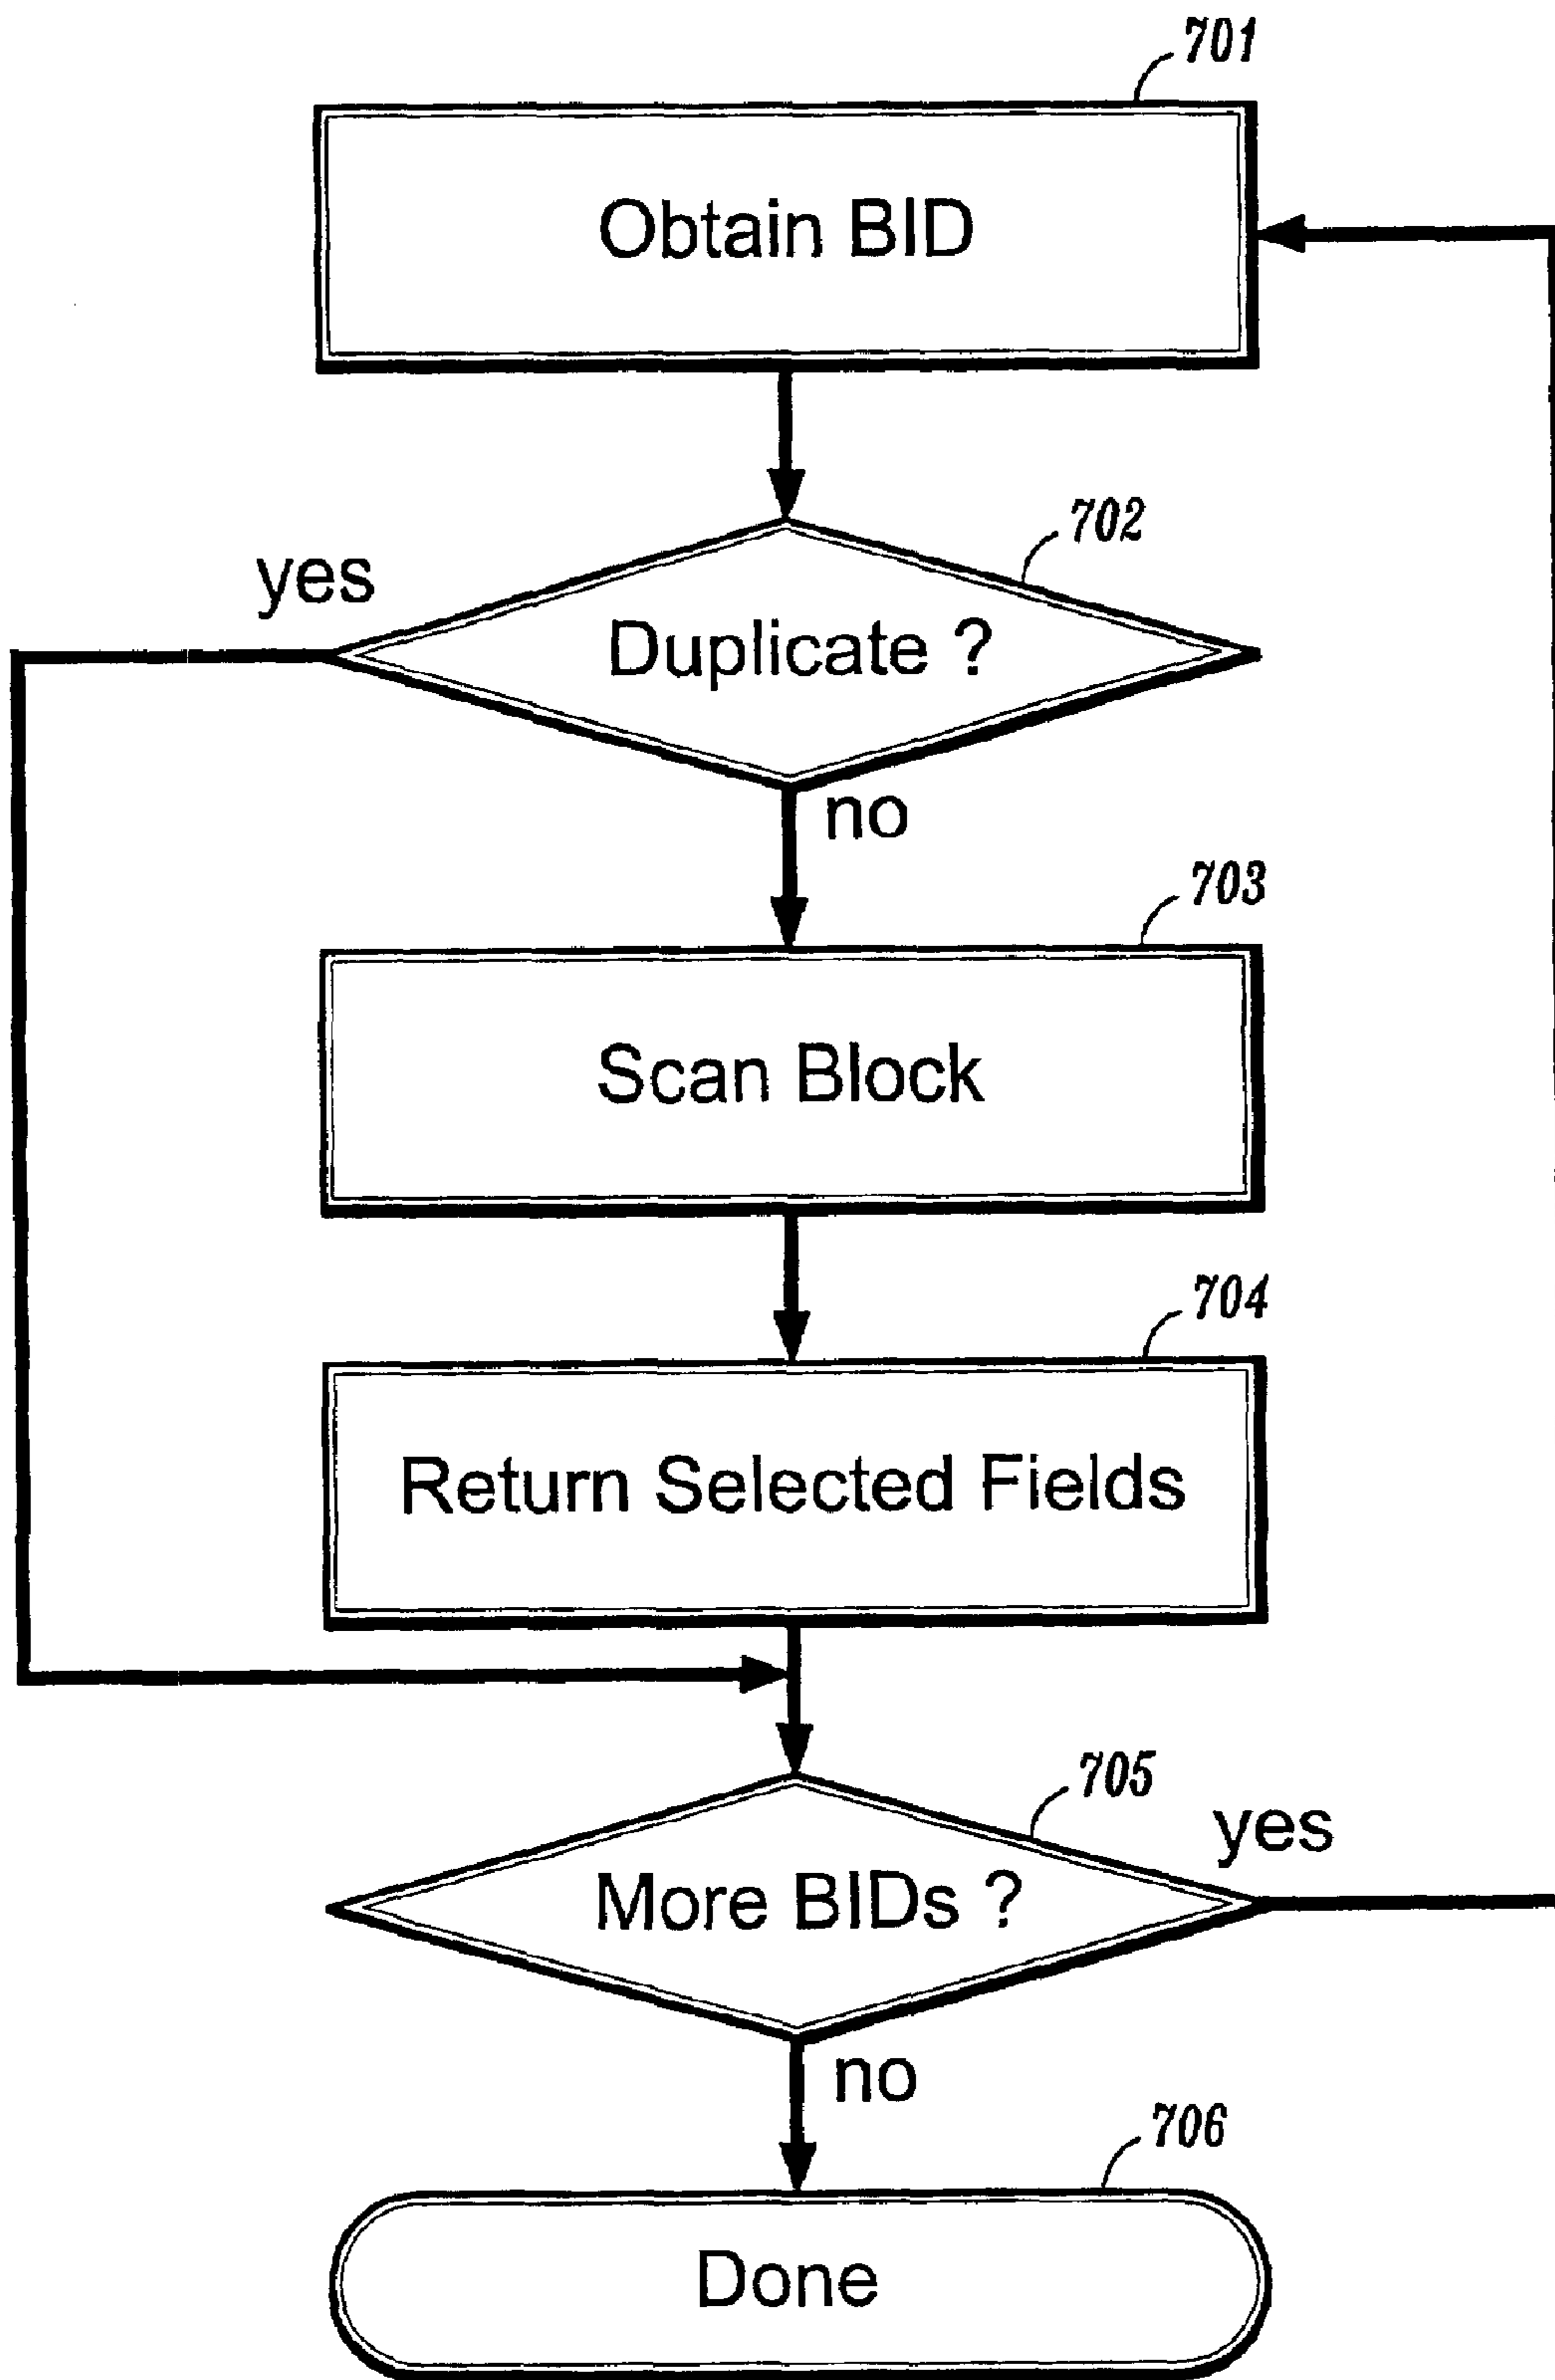 701
Obtain BID
702
yes
Duplicate ?
no
703
Scan Block
704
Return Selected Fields
705
yes
More BIDs ?
no
706
Done